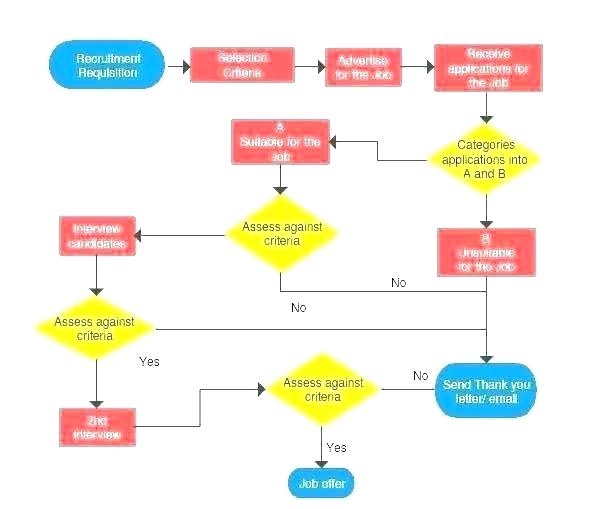 Recruitment
Requisition
Selection
Criteria
Advertise
for the Job
Receive
applications for
the Job
Categories
applications into
A and B
A
Suitable for the
Job
Assess against
criteria
Interview
candidates
B
Unsuitable
for the Job
No
No
Assess against
criteria
Yes
Assess against
criteria
No
Send Thank you
letter/ email
2nd
Interview
Yes
Job offer